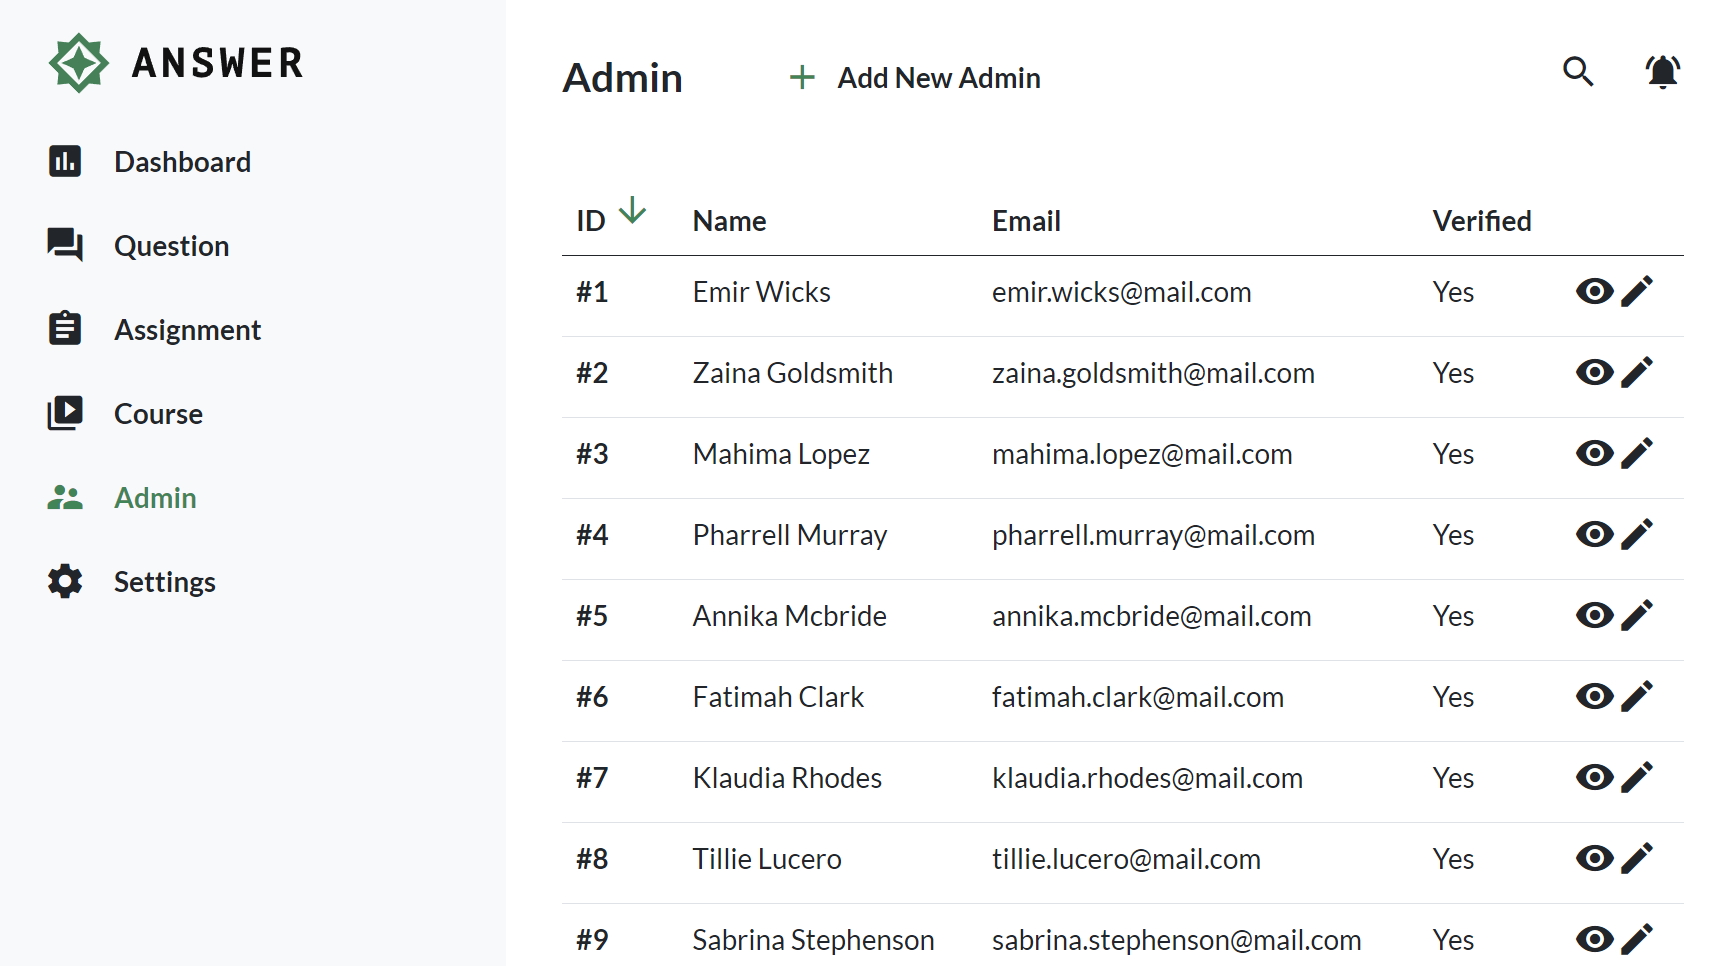 ANSWER
Dashboard
Question
Assignment
Course
Admin
Settings
Admin
Add New Admin
ID Name Email Verified
#1 Emir Wicks emir.wicks@mail.com Yes
#2 Zaina Goldsmith zaina.goldsmith@mail.com Yes
#3 Mahima Lopez mahima.lopez@mail.com Yes
#4 Pharrell Murray pharrell.murray@mail.com Yes
#5 Annika Mcbride annika.mcbride@mail.com Yes
#6 Fatimah Clark fatimah.clark@mail.com Yes
#7 Klaudia Rhodes klaudia.rhodes@mail.com Yes
#8 Tillie Lucero tillie.lucero@mail.com Yes
#9 Sabrina Stephenson sabrina.stephenson@mail.com Yes